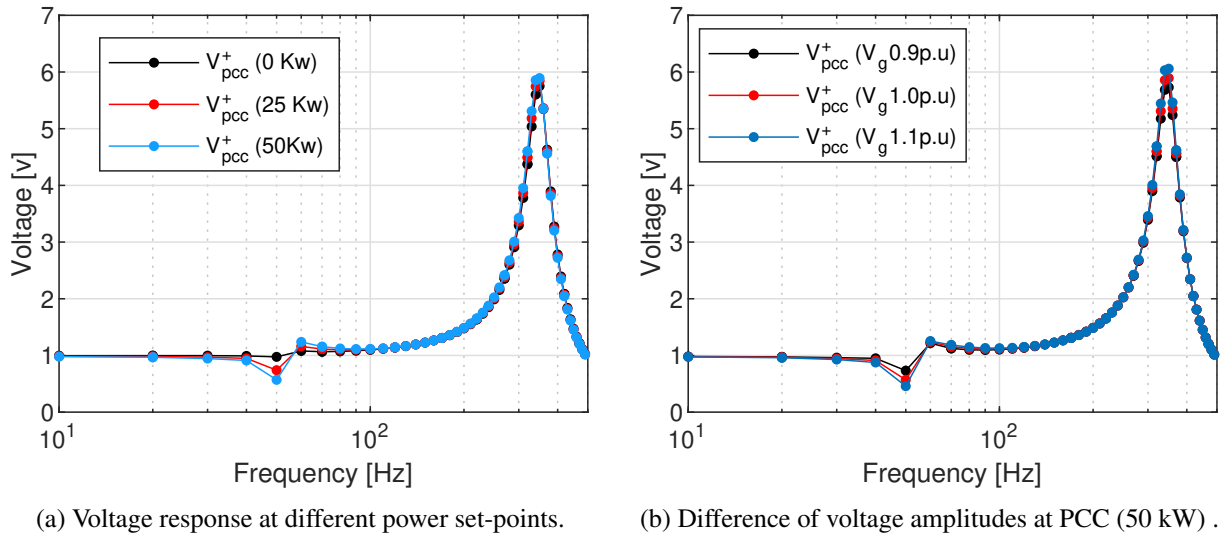 7
6
5
4
3
2
1
0
Voltage [v]
V+pcc (0 Kw)
V+pcc (25 Kw)
V+pcc (50Kw)
10^1
10^2
Frequency [Hz]
(a) Voltage response at different power set-points.
7
6
5
4
3
2
1
0
Voltage [v]
V+pcc (Vg0.9p.u)
V+pcc (Vg1.0p.u)
V+pcc (Vg1.1p.u)
10^1
10^2
Frequency [Hz]
(b) Difference of voltage amplitudes at PCC (50 kW) .